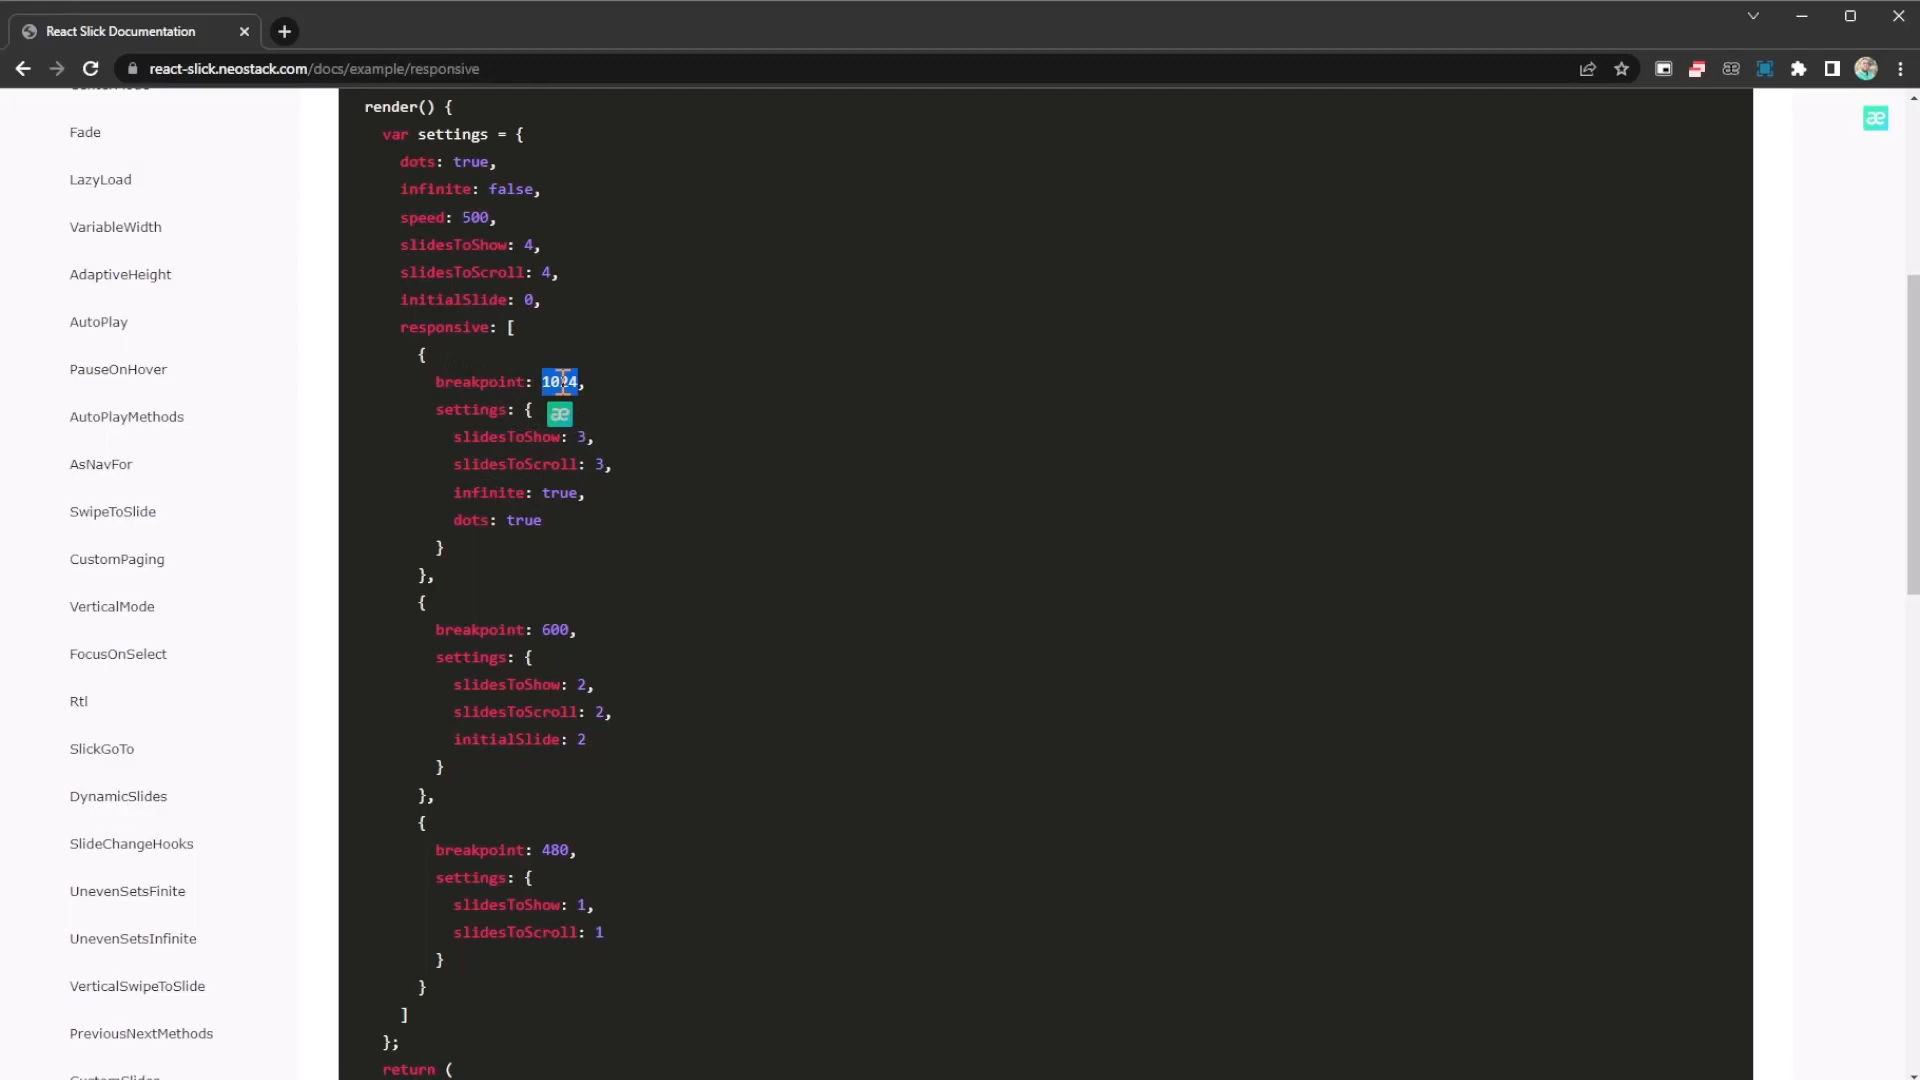 React Slick Documentation
react-slick.neostack.com/docs/example/responsive
Fade
LazyLoad
VariableWidth
AdaptiveHeight
AutoPlay
PauseOnHover
AutoPlayMethods
AsNavFor
SwipeToSlide
CustomPaging
VerticalMode
FocusOnSelect
Rtl
SlickGoTo
DynamicSlides
SlideChangeHooks
UnevenSetsFinite
UnevenSetsInfinite
VerticalSwipeToSlide
PreviousNextMethods
render() {
var settings = {
dots: true,
infinite: false,
speed: 500,
slidesToShow: 4,
slidesToScroll: 4,
initialSlide: 0,
responsive: [
{
breakpoint: 1024,
settings: {
æ
slidesToShow: 3,
slidesToScroll: 3,
infinite: true,
dots: true
}
},
{
breakpoint: 600,
settings: {
slidesToShow: 2,
slidesToScroll: 2,
initialSlide: 2
}
},
{
breakpoint: 480,
settings: {
slidesToShow: 1,
slidesToScroll: 1
}
}
]
};
return (
æ